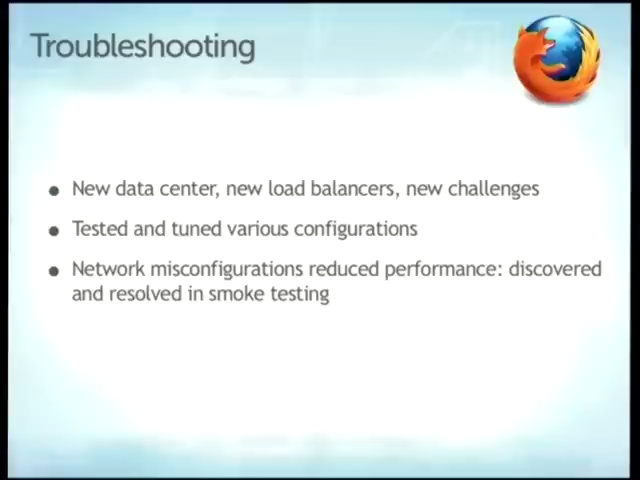 Troubleshooting
New data center, new load balancers, new challenges
Tested and tuned various configurations
Network misconfigurations reduced performance: discovered
and resolved in smoke testing